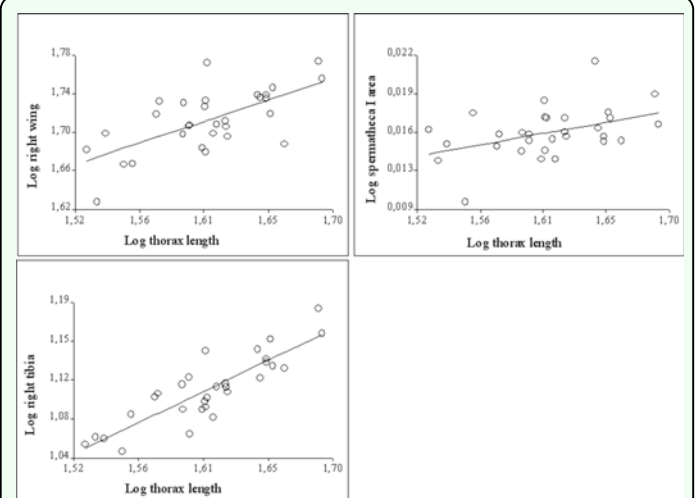 1,78
1,74
1,70
1,66
1,62
Log right wing
1,52 1,56 1,61 1,65 1,70
Log thorax length
0,022
0,019
0,016
0,013
0,009
Log spermatheca I area
1,52 1,56 1,61 1,65 1,70
Log thorax length
1,19
1,15
1,12
1,08
1,04
Log right tibia
1,52 1,56 1,61 1,65 1,70
Log thorax length